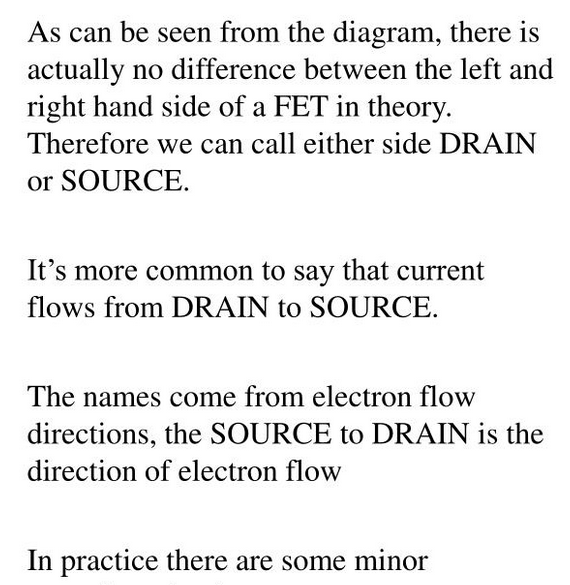 As can be seen from the diagram, there is
actually no difference between the left and
right hand side of a FET in theory.
Therefore we can call either side DRAIN
or SOURCE.
It’s more common to say that current
flows from DRAIN to SOURCE.
The names come from electron flow
directions, the SOURCE to DRAIN is the
direction of electron flow
In practice there are some minor